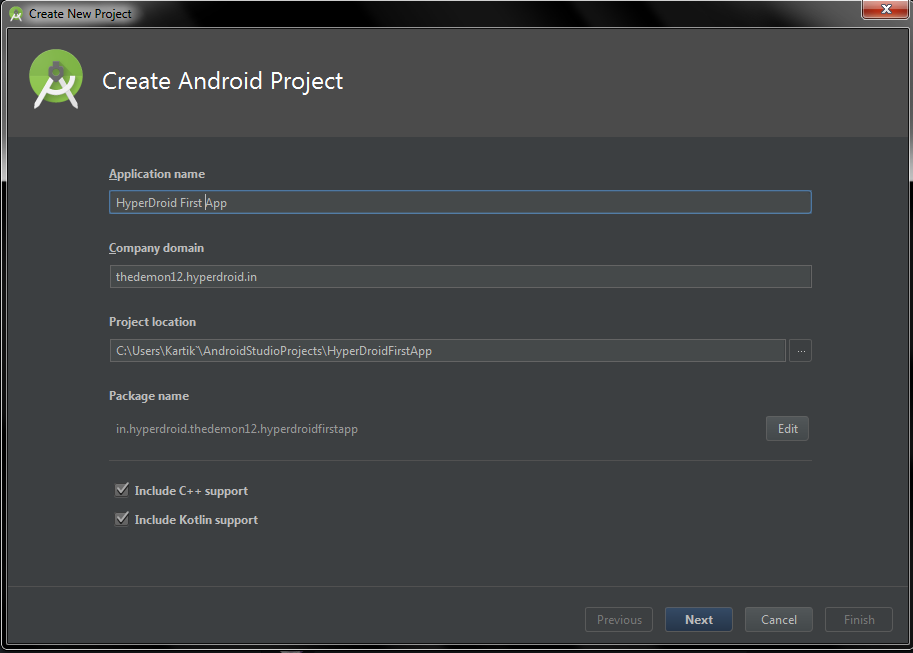 Create New Project
Create Android Project
Application name
HyperDroid First App
Company domain
thedemon12.hyperdroid.in
Project location
C:\Users\Kartik`\AndroidStudioProjects\HyperDroidFirstApp
...
Package name
in.hyperdroid.thedemon12.hyperdroidfirstapp
Edit
Include C++ support
Include Kotlin support
Previous Next Cancel Finish